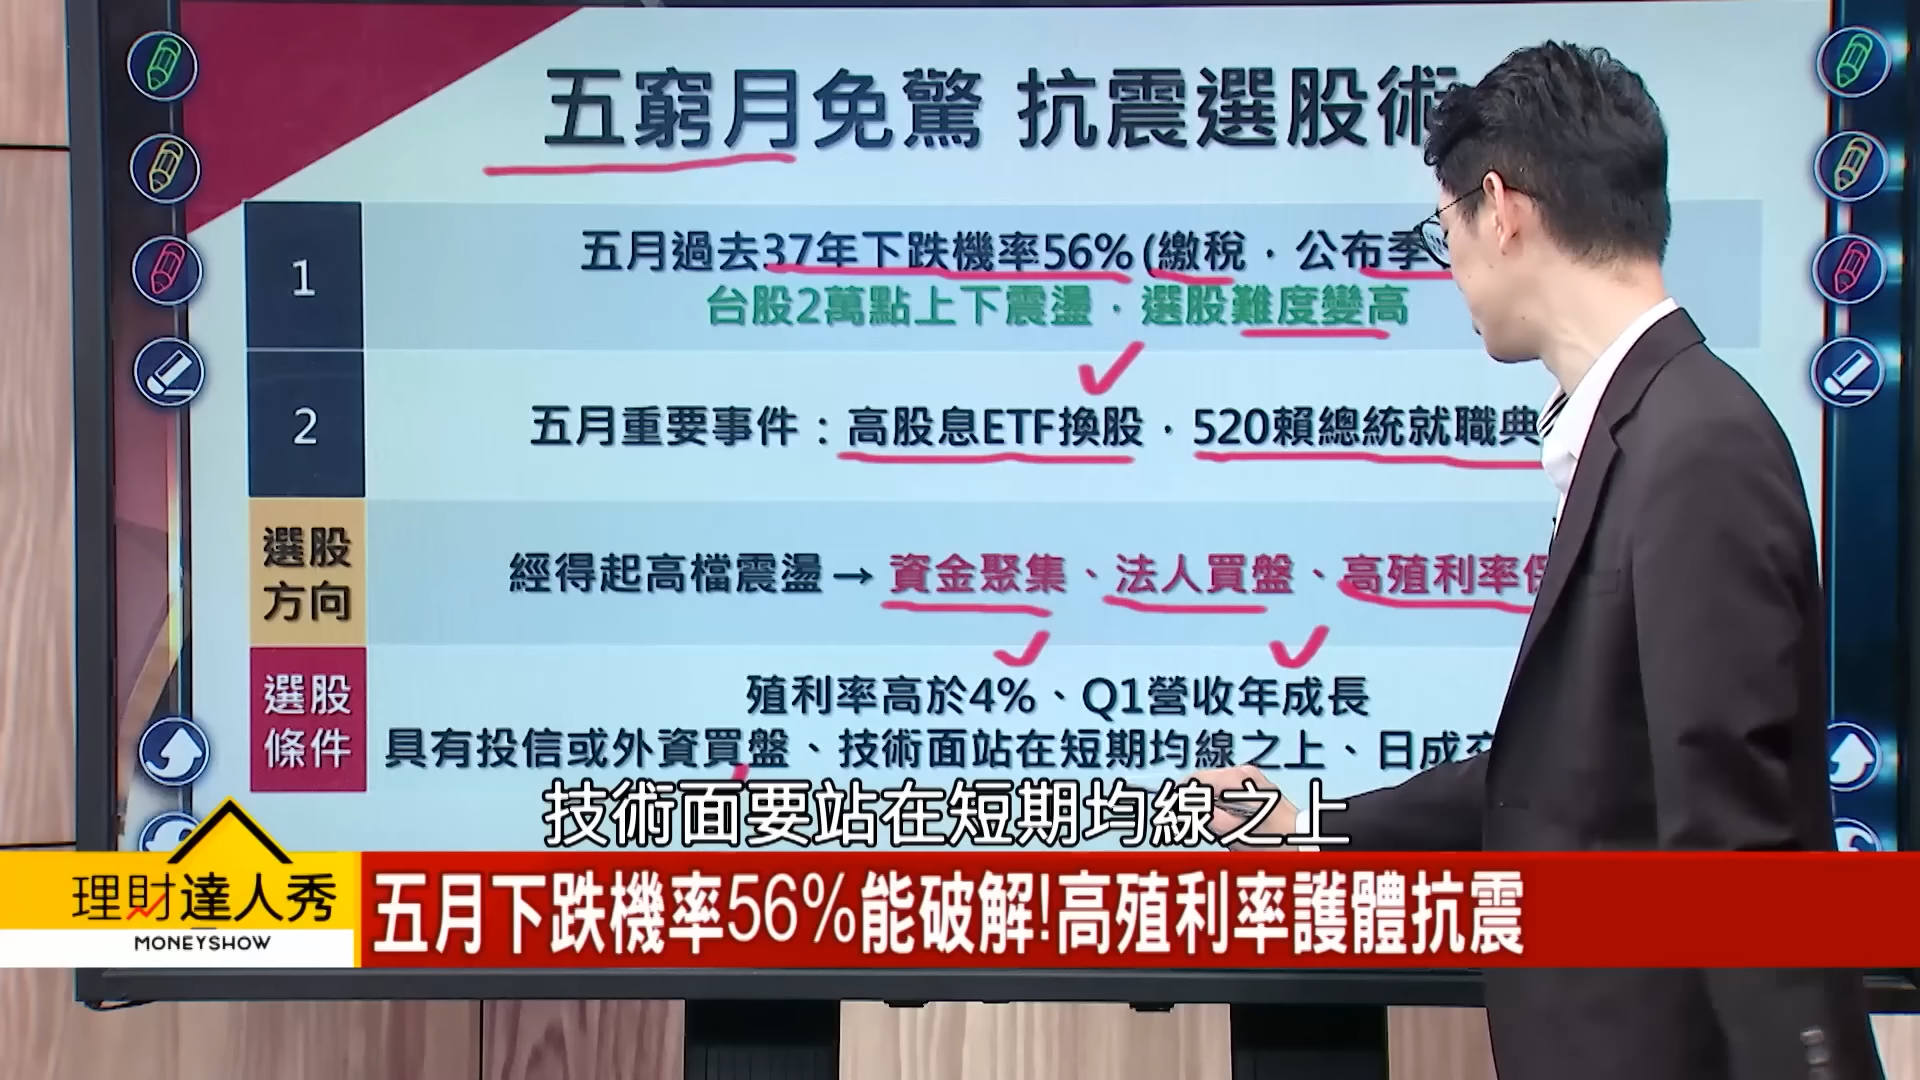 五窮月免驚 抗震選股術
1
五月過去37年下跌機率56%(繳稅，公布季
台股2萬點上下震盪，選股難度變高
2
五月重要事件：高股息ETF換股，520賴總統就職典
選股
方向
經得起高檔震盪→資金聚集、法人買盤、高殖利率
選股
條件
殖利率高於4%、Q1營收年成長
具有投信或外資買盤、技術面站在短期均線之上、日成
技術面要站在短期均線之上
理財達人秀
MONEYSHOW
五月下跌機率56%能破解!高殖利率護體抗震